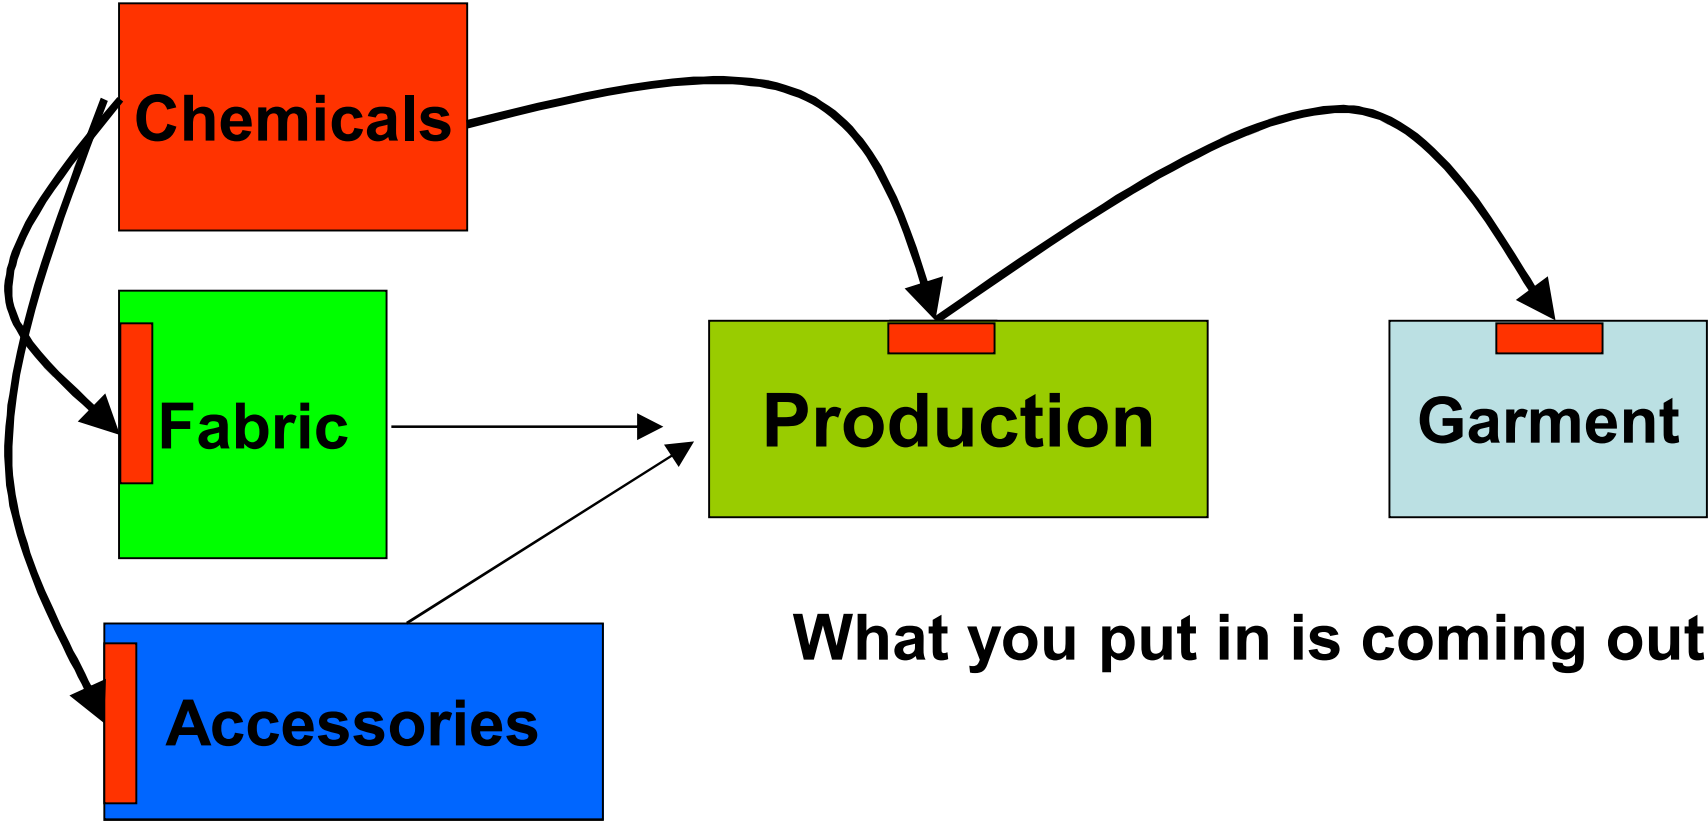 Chemicals
Fabric
Production
Garment
What you put in is coming out
Accessories